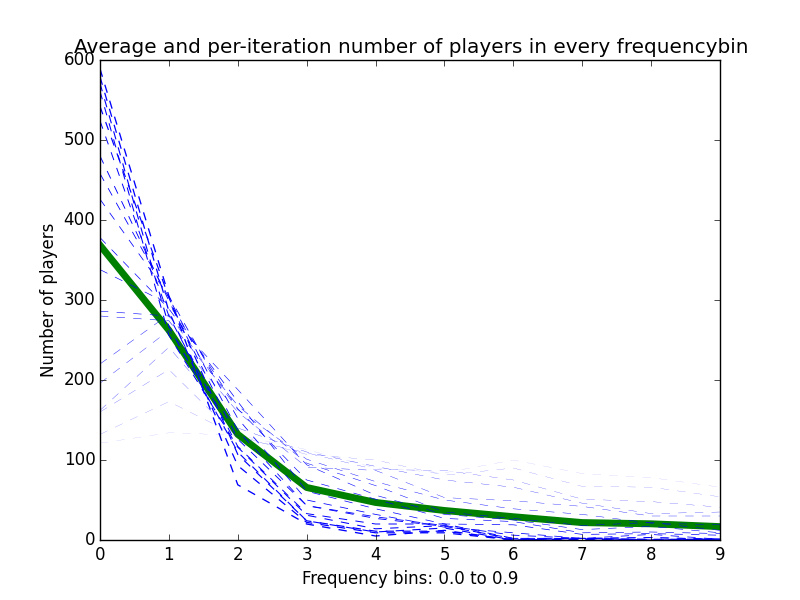 Average and per-iteration number of players in every frequencybin
600
500
400
300
200
100
0
Number of players
0 1 2 3 4 5 6 7 8 9
Frequency bins: 0.0 to 0.9